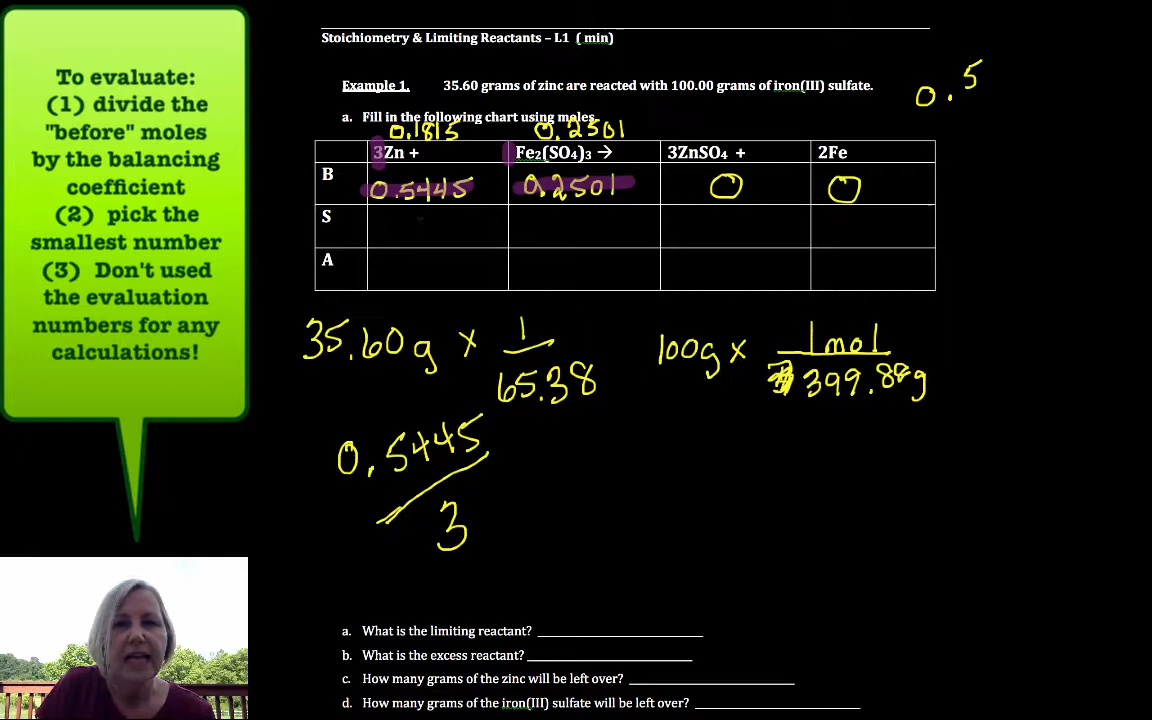 To evaluate:
(1) divide the
"before" moles
by the balancing
coefficient
(2) pick the
smallest number
(3) Don't used
the evaluation
numbers for any
calculations!
Stoichiometry & Limiting Reactants – L1 ( min)
Example 1. 35.60 grams of zinc are reacted with 100.00 grams of iron(III) sulfate.
0.5
a. Fill in the following chart using moles.
0.1815 0.2501
3Zn + Fe₂(SO₄)₃ → 3ZnSO₄ + 2Fe
B 0.5445 0.2501 0 0
S
A
35.60g x 1/65.38 100g x 1mol/399.88g
0.5445
3
a. What is the limiting reactant?
b. What is the excess reactant?
c. How many grams of the zinc will be left over?
d. How many grams of the iron(III) sulfate will be left over?